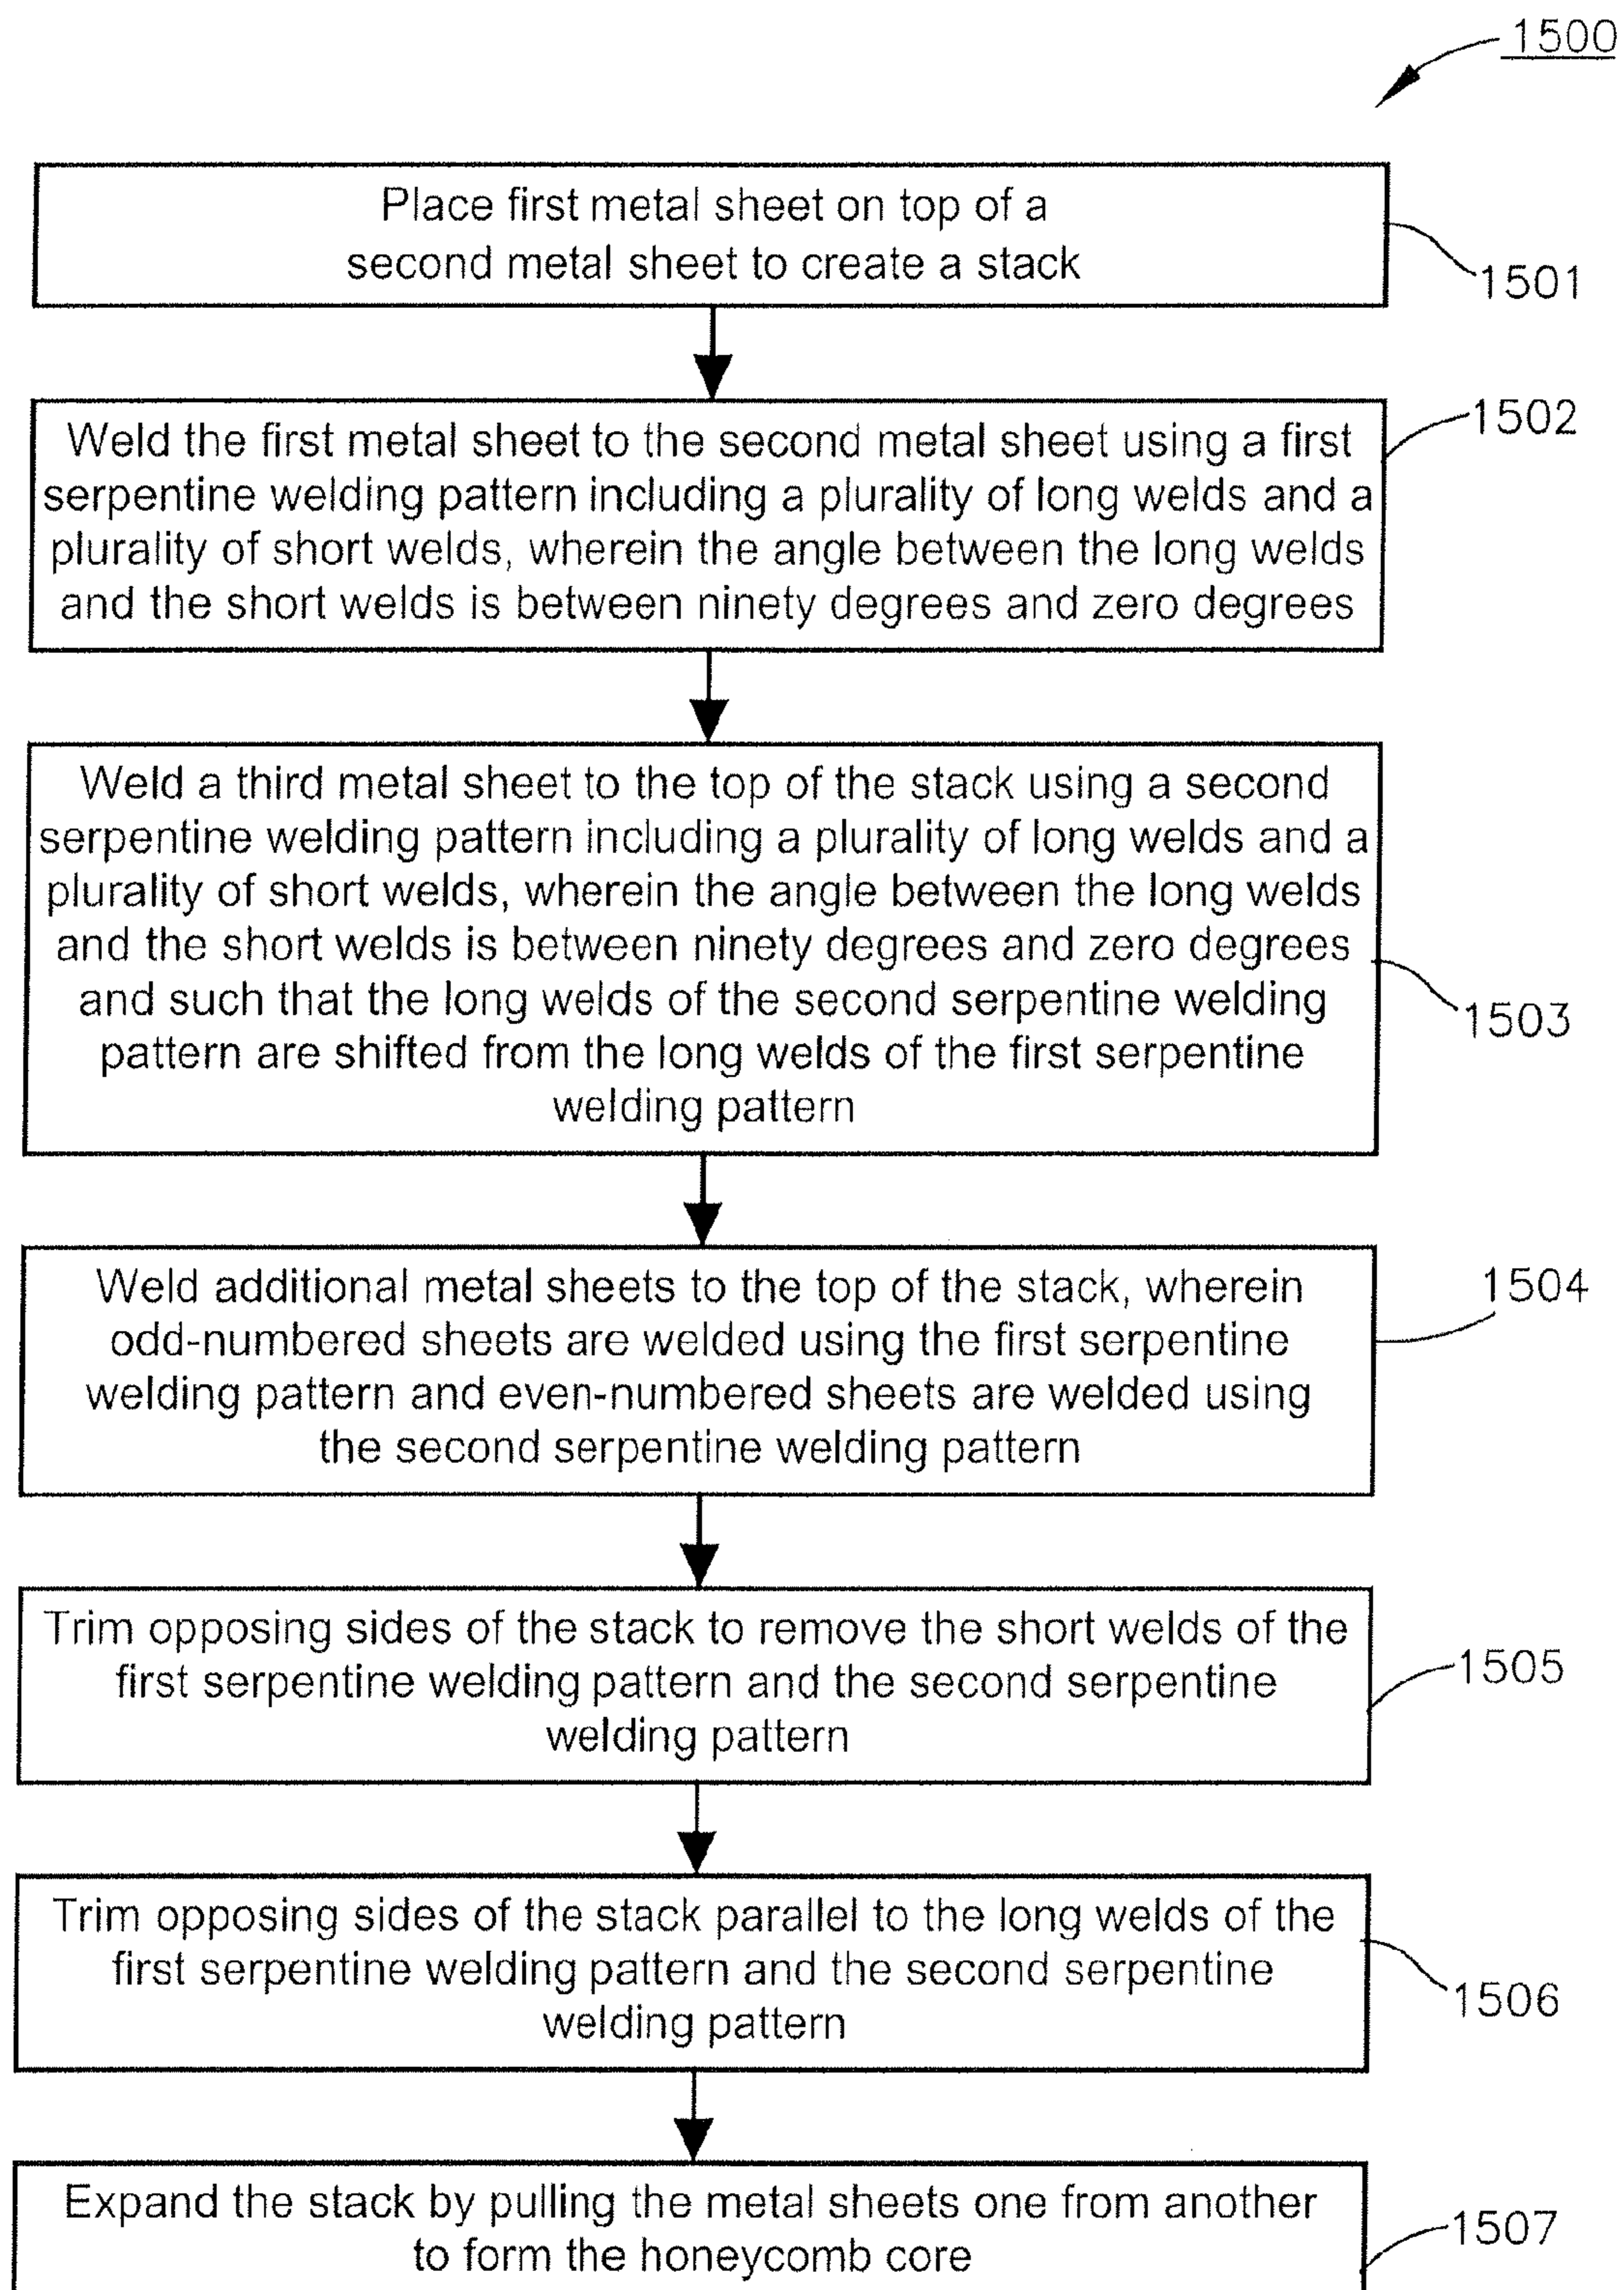 1500
Place first metal sheet on top of a
second metal sheet to create a stack
1501
Weld the first metal sheet to the second metal sheet using a first
serpentine welding pattern including a plurality of long welds and a
plurality of short welds, wherein the angle between the long welds
and the short welds is between ninety degrees and zero degrees
1502
Weld a third metal sheet to the top of the stack using a second
serpentine welding pattern including a plurality of long welds and a
plurality of short welds, wherein the angle between the long welds
and the short welds is between ninety degrees and zero degrees
and such that the long welds of the second serpentine welding
pattern are shifted from the long welds of the first serpentine
welding pattern
1503
Weld additional metal sheets to the top of the stack, wherein
odd-numbered sheets are welded using the first serpentine
welding pattern and even-numbered sheets are welded using
the second serpentine welding pattern
1504
Trim opposing sides of the stack to remove the short welds of the
first serpentine welding pattern and the second serpentine
welding pattern
1505
Trim opposing sides of the stack parallel to the long welds of the
first serpentine welding pattern and the second serpentine
welding pattern
1506
Expand the stack by pulling the metal sheets one from another
to form the honeycomb core
1507